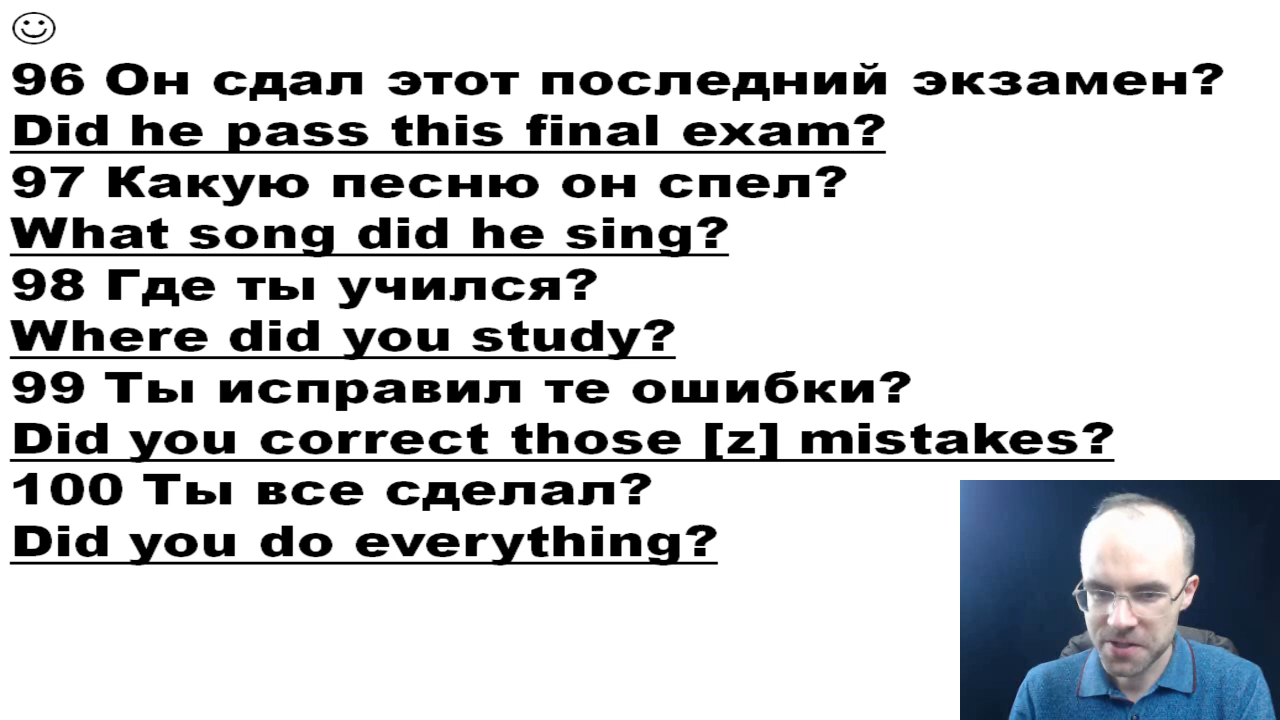 96 Он сдал этот последний экзамен?
Did he pass this final exam?
97 Какую песню он спел?
What song did he sing?
98 Где ты учился?
Where did you study?
99 Ты исправил те ошибки?
Did you correct those [z] mistakes?
100 Ты все сделал?
Did you do everything?